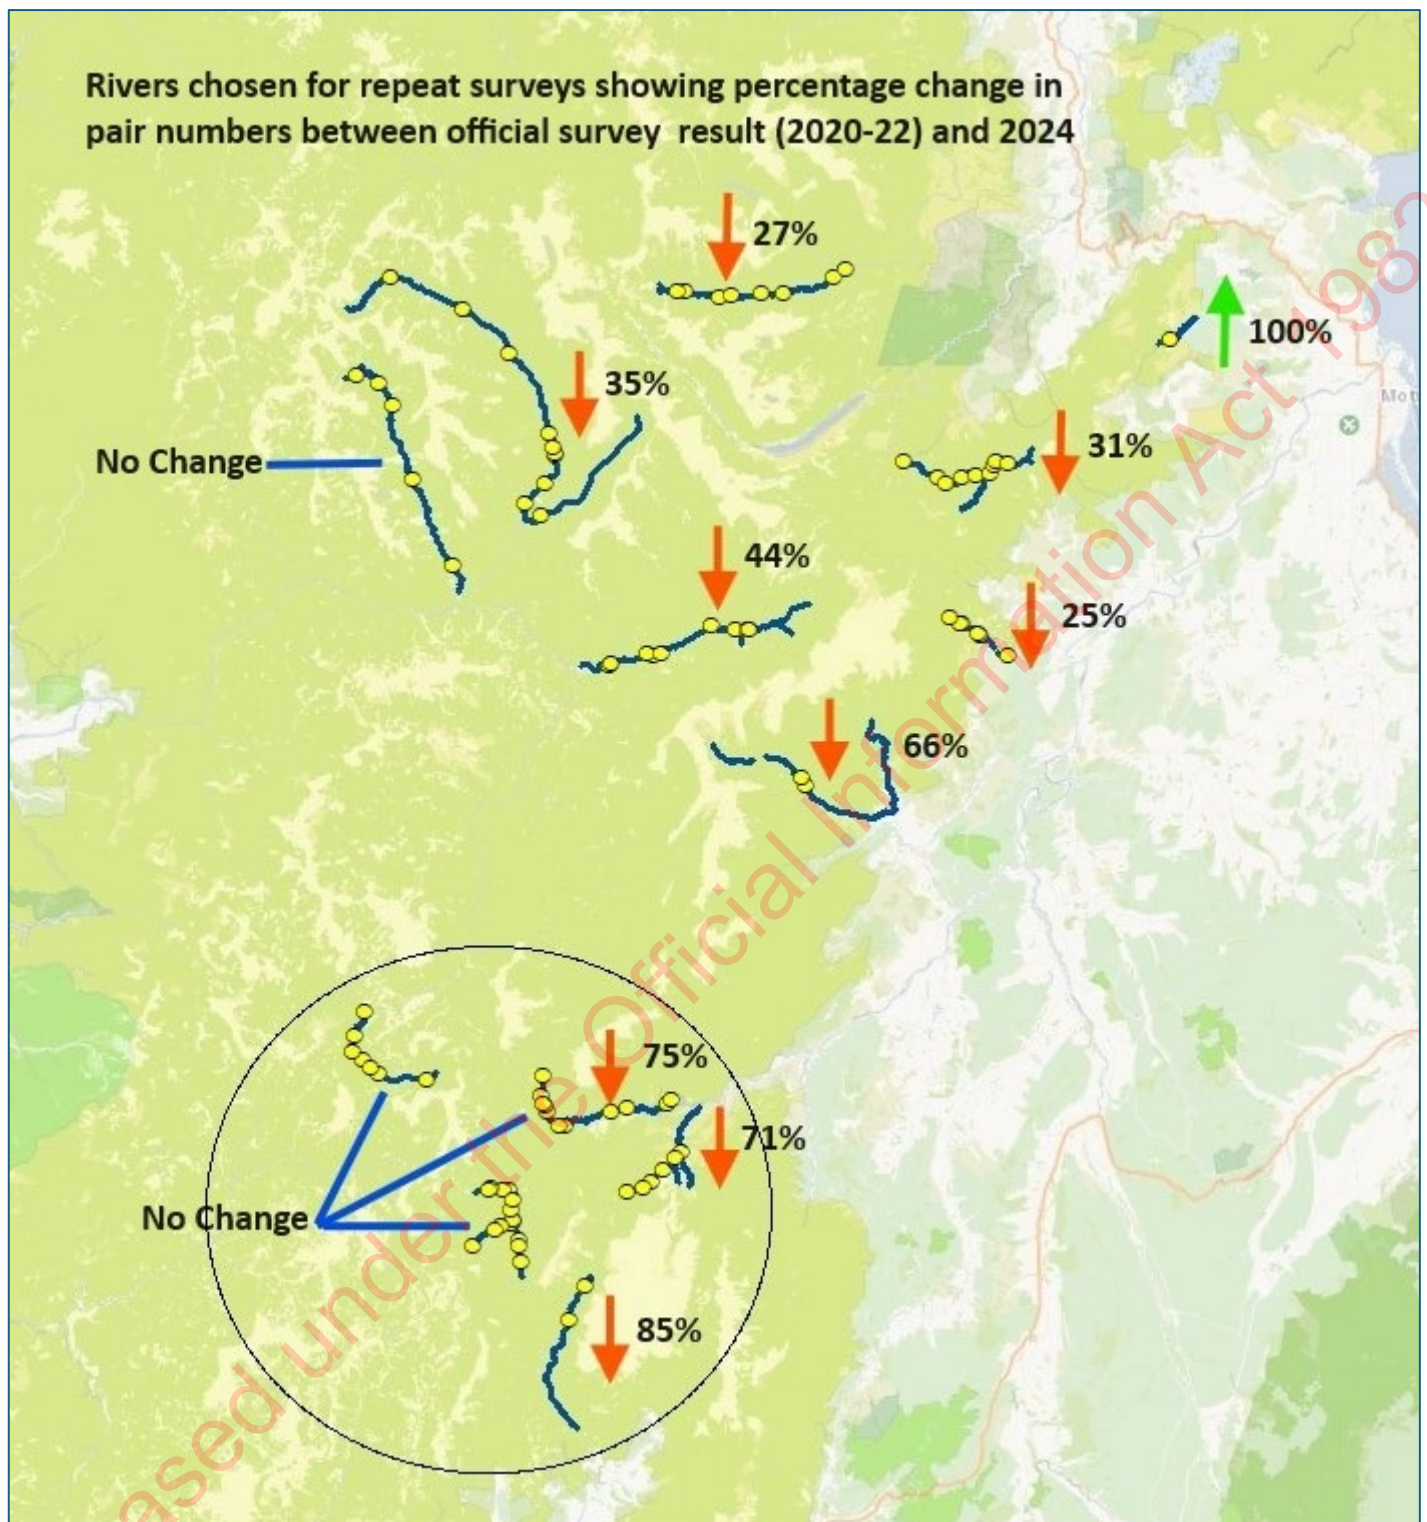 Rivers chosen for repeat surveys showing percentage change in
pair numbers between official survey result (2020-22) and 2024
27%
100%
35%
31%
No Change
44%
25%
66%
75%
71%
No Change
85%
ased under the Official Information Act 1982